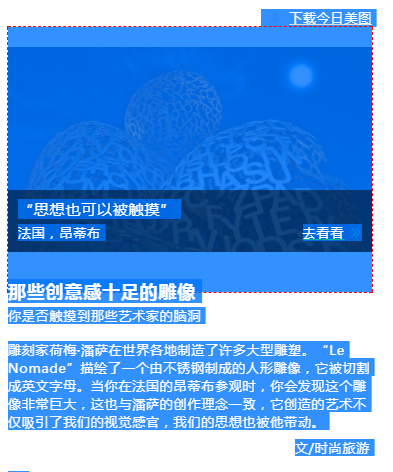 下载今日美图
“思想也可以被触摸”
法国，昂蒂布
去看看 »
那些创意感十足的雕像
你是否触摸到那些艺术家的脑洞
雕刻家荷梅·潘萨在世界各地制造了许多大型雕塑。“Le
Nomade”描绘了一个由不锈钢制成的人形雕像，它被切割
成英文字母。当你在法国的昂蒂布参观时，你会发现这个雕
像非常巨大，这也与潘萨的创作理念一致，它创造的艺术不
仅吸引了我们的视觉感官，我们的思想也被他带动。
文/时尚旅游